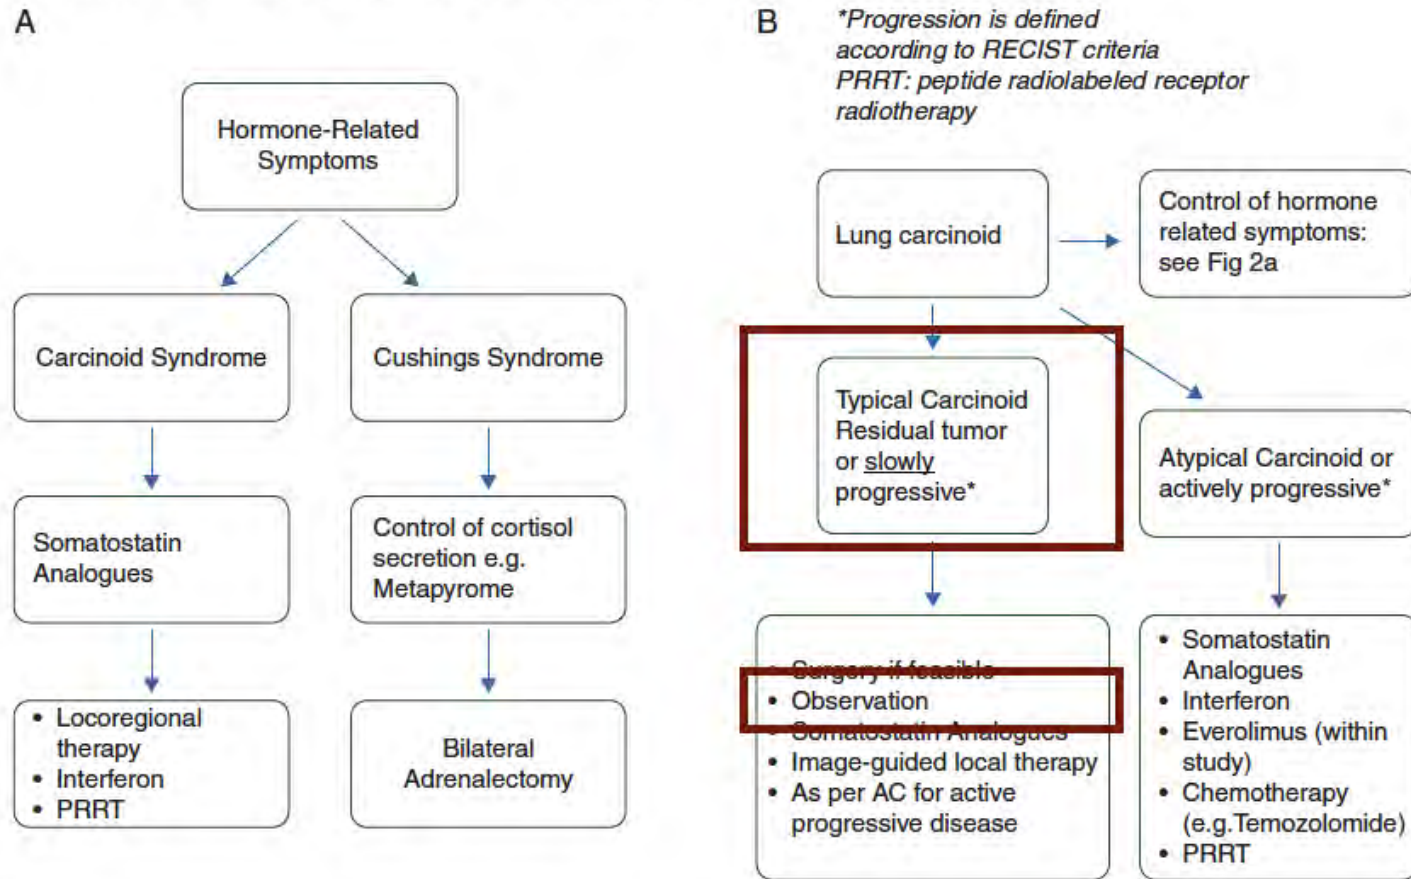 A
Hormone-Related
Symptoms
Carcinoid Syndrome
Cushings Syndrome
Somatostatin
Analogues
Control of cortisol
secretion e.g.
Metapyrome
• Locoregional
therapy
• Interferon
• PRRT
Bilateral
Adrenalectomy
B
*Progression is defined
according to RECIST criteria
PRRT: peptide radiolabeled receptor
radiotherapy
Lung carcinoid
Control of hormone
related symptoms:
see Fig 2a
Typical Carcinoid
Residual tumor
or slowly
progressive*
Atypical Carcinoid or
actively progressive*
• Surgery if feasible
• Observation
• Somatostatin Analogues
• Image-guided local therapy
• As per AC for active
progressive disease
• Somatostatin
Analogues
• Interferon
• Everolimus (within
study)
• Chemotherapy
(e.g.Temozolomide)
• PRRT